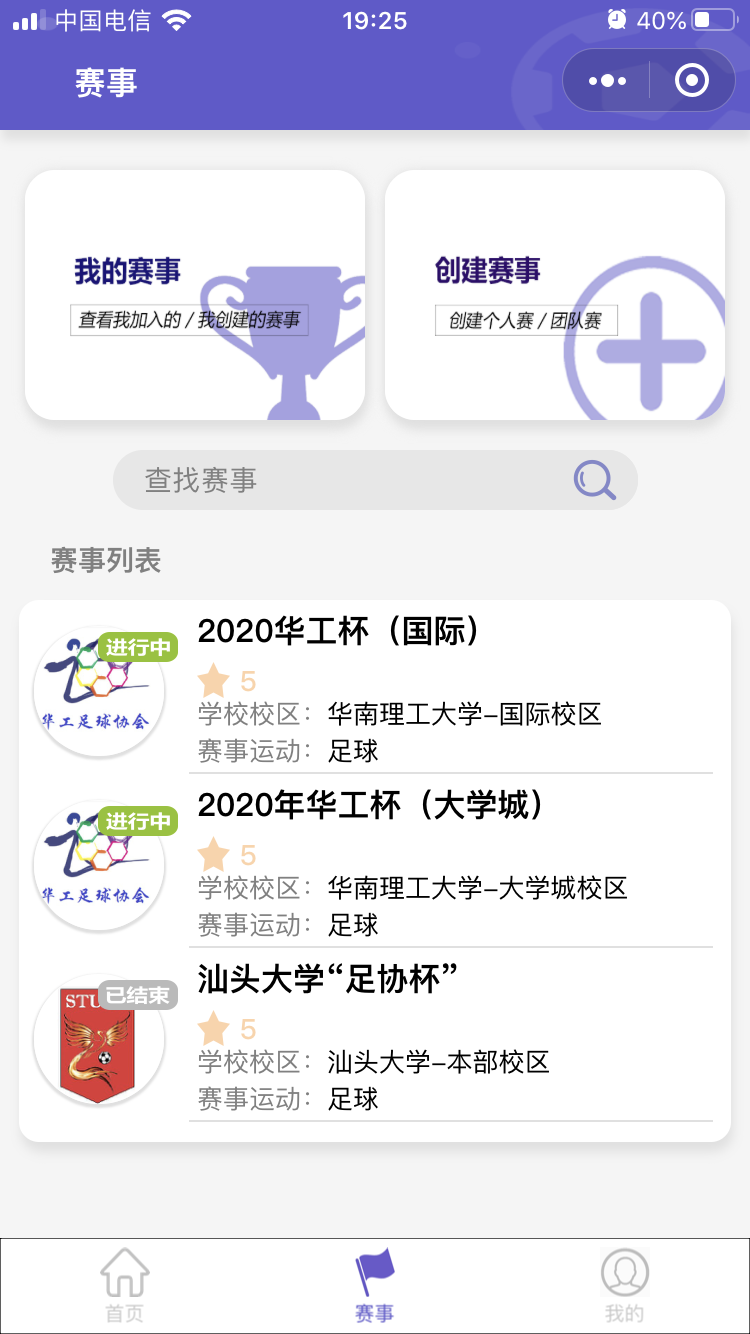 中国电信 19:25 40%
赛事
我的赛事
查看我加入的 / 我创建的赛事
创建赛事
创建个人赛 / 团队赛
查找赛事
赛事列表
进行中
华工足球协会
2020华工杯（国际）
5
学校校区： 华南理工大学-国际校区
赛事运动： 足球
进行中
华工足球协会
2020年华工杯（大学城）
5
学校校区： 华南理工大学-大学城校区
赛事运动： 足球
已结束
STU
汕头大学“足协杯”
5
学校校区： 汕头大学-本部校区
赛事运动： 足球
首页 赛事 我的